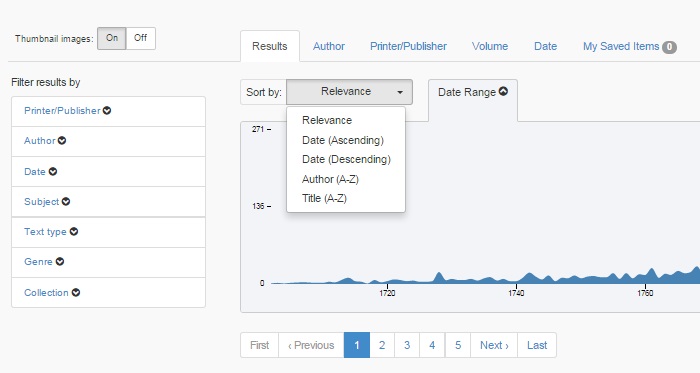 Thumbnail images: On Off
Results Author Printer/Publisher Volume Date My Saved Items 0
Filter results by
Printer/Publisher
Author
Date
Subject
Text type
Genre
Collection
Sort by: Relevance Date Range
Relevance
Date (Ascending)
Date (Descending)
Author (A-Z)
Title (A-Z)
271
136
0
1720 1740 1760
First ‹ Previous 1 2 3 4 5 Next › Last